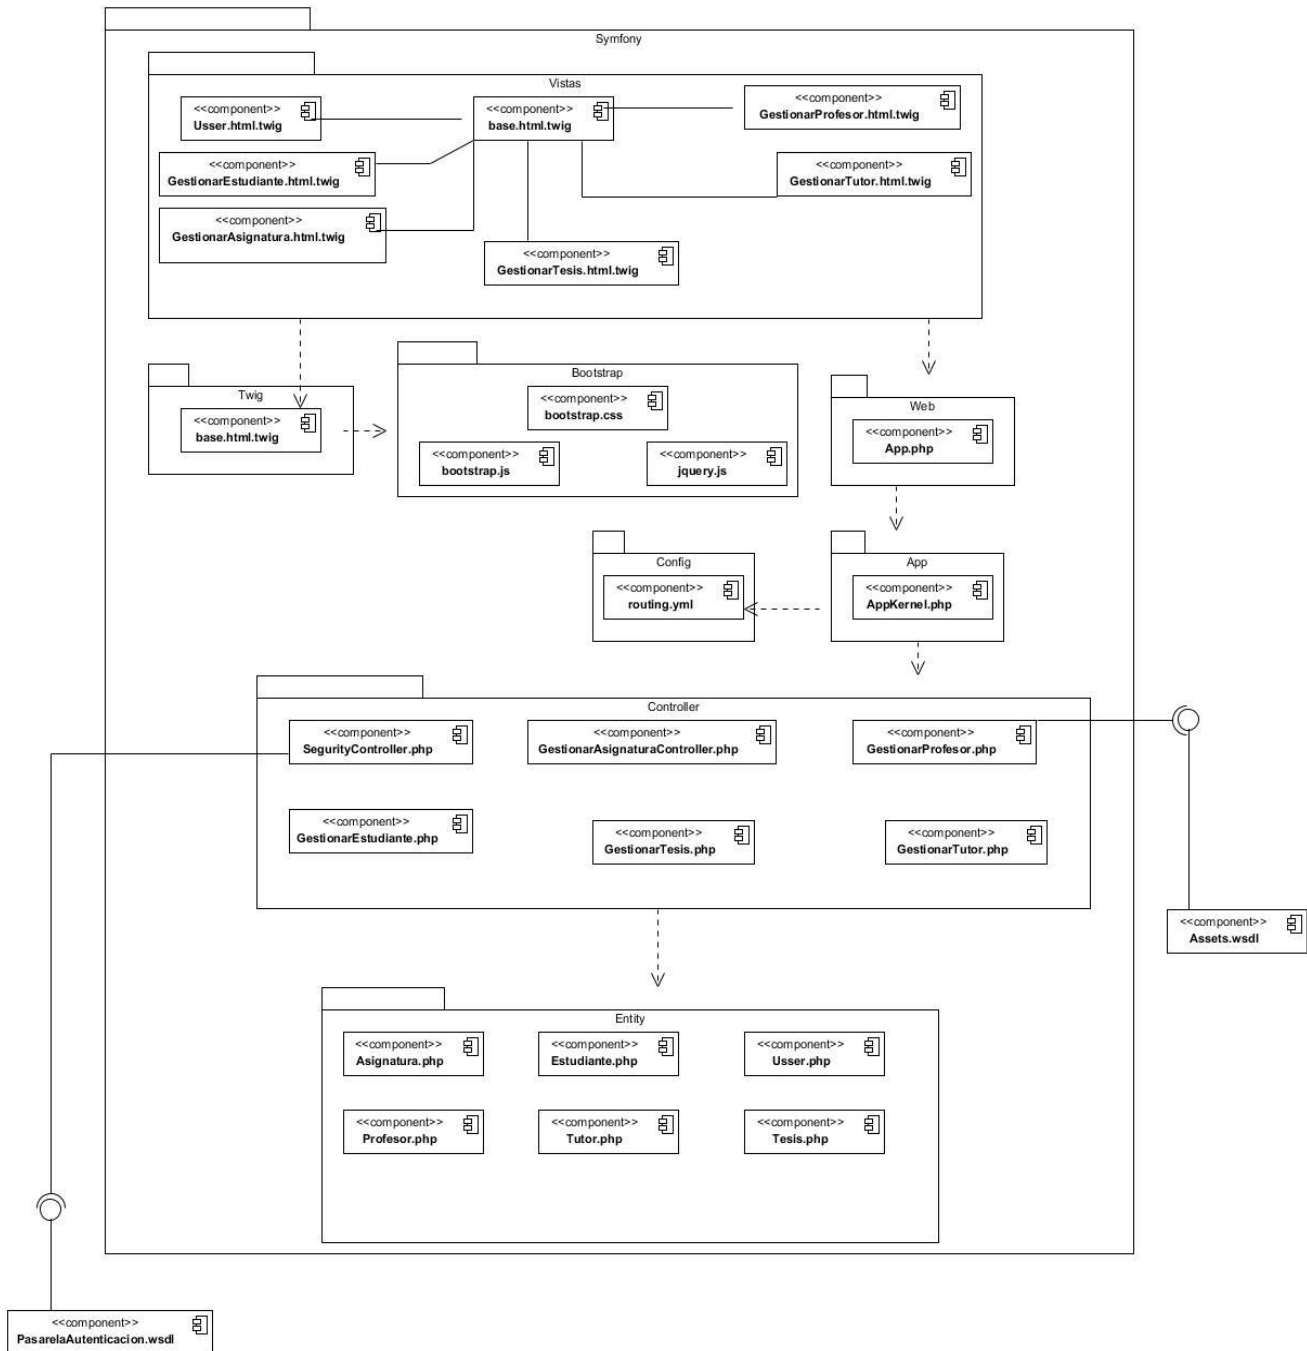 Symfony
Vistas
<<component>>
Usser.html.twig
<<component>>
base.html.twig
<<component>>
GestionarProfesor.html.twig
<<component>>
GestionarEstudiante.html.twig
<<component>>
GestionarTutor.html.twig
<<component>>
GestionarAsignatura.html.twig
<<component>>
GestionarTesis.html.twig
Twig
<<component>>
base.html.twig
Bootstrap
<<component>>
bootstrap.css
<<component>>
bootstrap.js
<<component>>
jquery.js
Web
<<component>>
App.php
Config
<<component>>
routing.yml
App
<<component>>
AppKernel.php
Controller
<<component>>
SegurityController.php
<<component>>
GestionarAsignaturaController.php
<<component>>
GestionarProfesor.php
<<component>>
GestionarEstudiante.php
<<component>>
GestionarTesis.php
<<component>>
GestionarTutor.php
<<component>>
Assets.wsdl
Entity
<<component>>
Asignatura.php
<<component>>
Estudiante.php
<<component>>
Usser.php
<<component>>
Profesor.php
<<component>>
Tutor.php
<<component>>
Tesis.php
<<component>>
PasarelaAutenticacion.wsdl